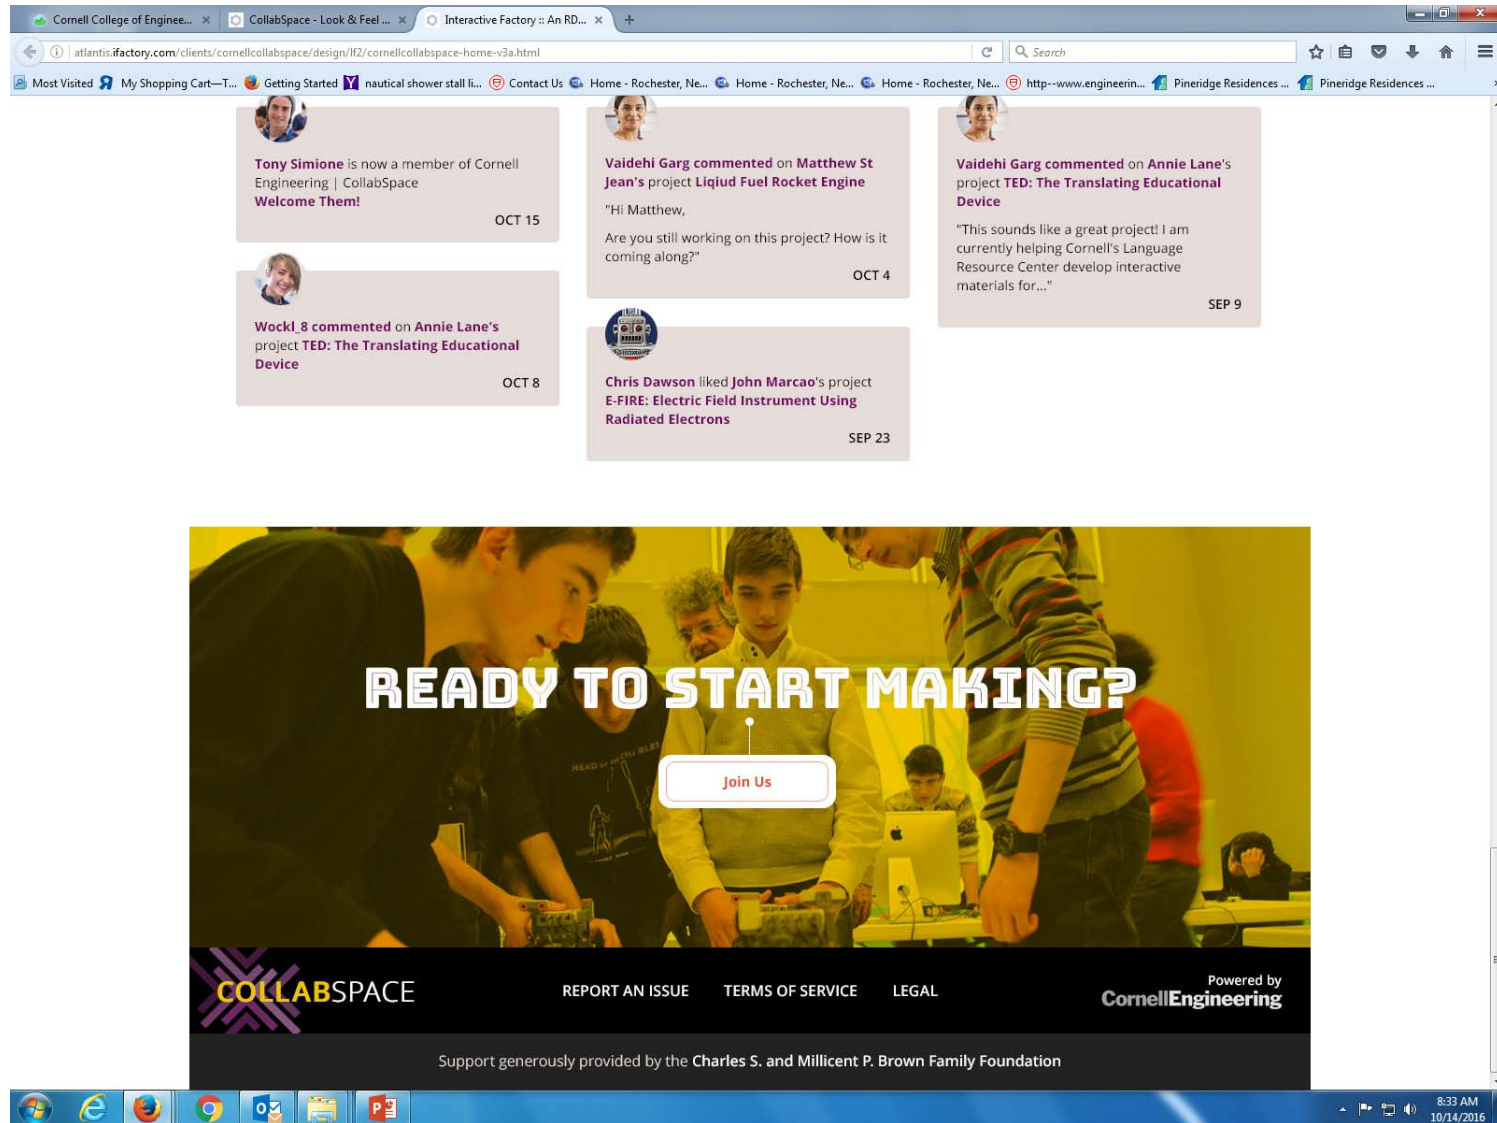 Cornell College of Enginee...
CollabSpace - Look & Feel ...
Interactive Factory :: An RD...
atlantis.ifactory.com/clients/cornellcollabspace/design/lf2/cornellcollabspace-home-v3a.html
Search
Most Visited
My Shopping Cart—T...
Getting Started
nautical shower stall li...
Contact Us
Home - Rochester, Ne...
Home - Rochester, Ne...
Home - Rochester, Ne...
http--www.engineerin...
Pineridge Residences ...
Pineridge Residences ...
Tony Simione is now a member of Cornell
Engineering | CollabSpace
Welcome Them!
OCT 15
Wockl_8 commented on Annie Lane's
project TED: The Translating Educational
Device
OCT 8
Vaidehi Garg commented on Matthew St
Jean's project Liqiud Fuel Rocket Engine
"Hi Matthew,
Are you still working on this project? How is it
coming along?"
OCT 4
Chris Dawson liked John Marcao's project
E-FIRE: Electric Field Instrument Using
Radiated Electrons
SEP 23
Vaidehi Garg commented on Annie Lane's
project TED: The Translating Educational
Device
"This sounds like a great project! I am
currently helping Cornell's Language
Resource Center develop interactive
materials for..."
SEP 9
READY TO START MAKING?
Join Us
COLLABSPACE
REPORT AN ISSUE
TERMS OF SERVICE
LEGAL
Powered by
CornellEngineering
Support generously provided by the Charles S. and Millicent P. Brown Family Foundation
8:33 AM
10/14/2016